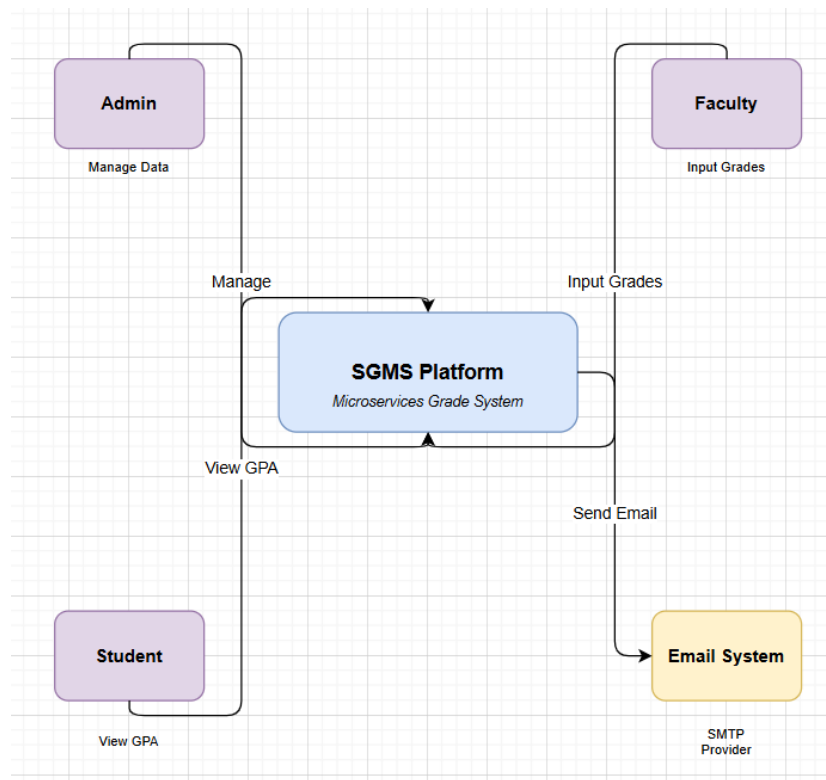 Admin
Faculty
Manage Data
Input Grades
Manage
Input Grades
SGMS Platform
Microservices Grade System
View GPA
Send Email
Student
Email System
View GPA
SMTP
Provider